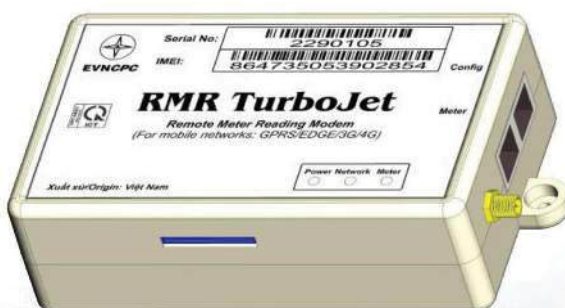 Serial No:
2290105
EVNCPC
IMEI:
864735053902854
Config
RMR TurboJet
Meter
Remote Meter Reading Modem
(For mobile networks: GPRS/EDGE/3G/4G)
ICT
Power Network Meter
Xuất xứ/Origin: Việt Nam